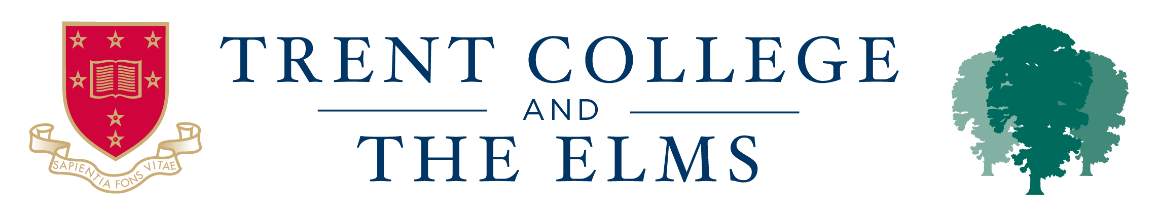 TRENT COLLEGE
AND
THE ELMS
SAPIENTIA FONS VITAE